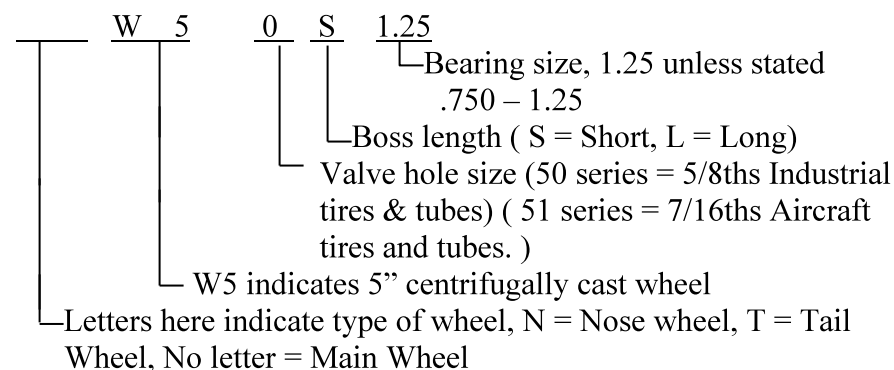 W 5 0 S 1.25
Bearing size, 1.25 unless stated
.750 – 1.25
Boss length ( S = Short, L = Long)
Valve hole size (50 series = 5/8ths Industrial
tires & tubes) ( 51 series = 7/16ths Aircraft
tires and tubes. )
W5 indicates 5” centrifugally cast wheel
Letters here indicate type of wheel, N = Nose wheel, T = Tail
Wheel, No letter = Main Wheel